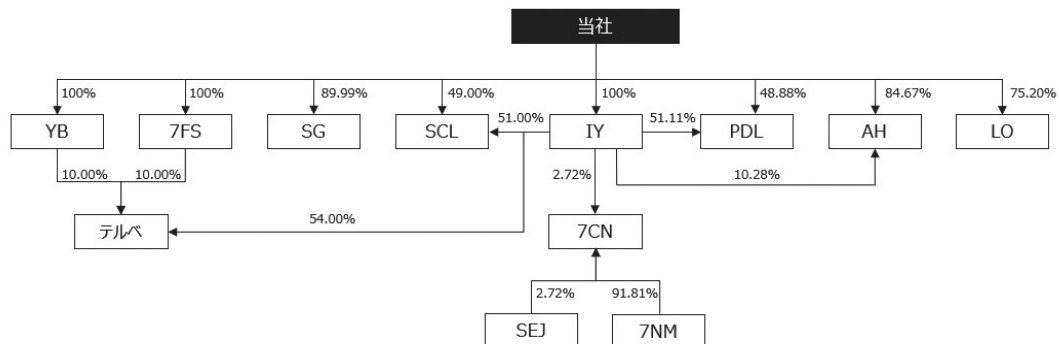 当社
100%
100%
89.99%
49.00%
100%
48.88%
84.67%
75.20%
YB
7FS
SG
SCL
51.00%
IY
51.11%
PDL
AH
LO
10.00%
10.00%
2.72%
10.28%
テルベ
54.00%
7CN
2.72%
91.81%
SEJ
7NM